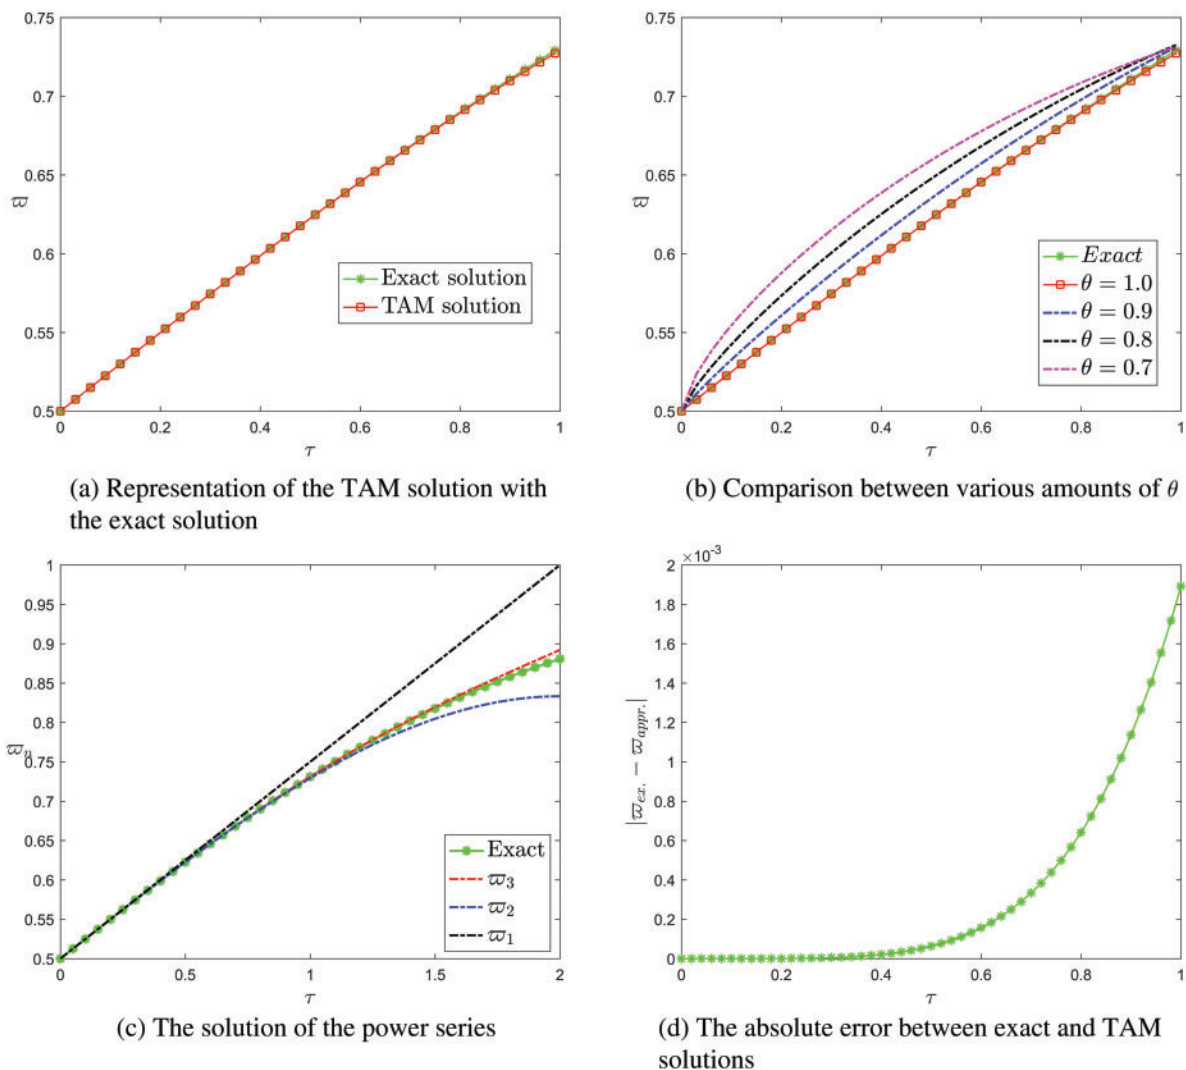 0.75
0.7
0.65
0.6
0.55
0.5
ϖ
0 0.2 0.4 0.6 0.8 1
τ
Exact solution
TAM solution
(a) Representation of the TAM solution with
the exact solution
0.75
0.7
0.65
0.6
0.55
0.5
ϖ
0 0.2 0.4 0.6 0.8 1
τ
Exact
θ = 1.0
θ = 0.9
θ = 0.8
θ = 0.7
(b) Comparison between various amounts of θ
1
0.95
0.9
0.85
0.8
0.75
0.7
0.65
0.6
0.55
0.5
ϖₙ
0 0.5 1 1.5 2
τ
Exact
ϖ₃
ϖ₂
ϖ₁
(c) The solution of the power series
×10⁻³
2
1.8
1.6
1.4
1.2
1
0.8
0.6
0.4
0.2
0
|ϖₑₓ. − ϖₐₚₚᵣ.|
0 0.2 0.4 0.6 0.8 1
τ
(d) The absolute error between exact and TAM
solutions